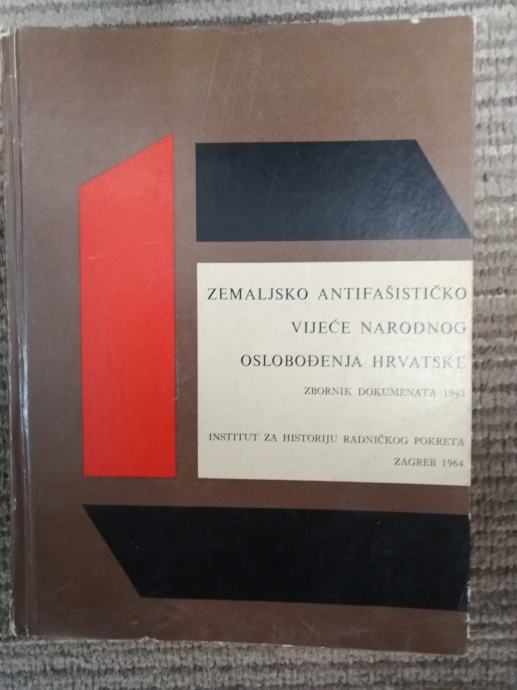 ZEMALJSKO ANTIFAŠISTIČKO
VIJEĆE NARODNOG
OSLOBOĐENJA HRVATSKE
ZBORNIK DOKUMENATA 1943
INSTITUT ZA HISTORIJU RADNIČKOG POKRETA
ZAGREB 1964